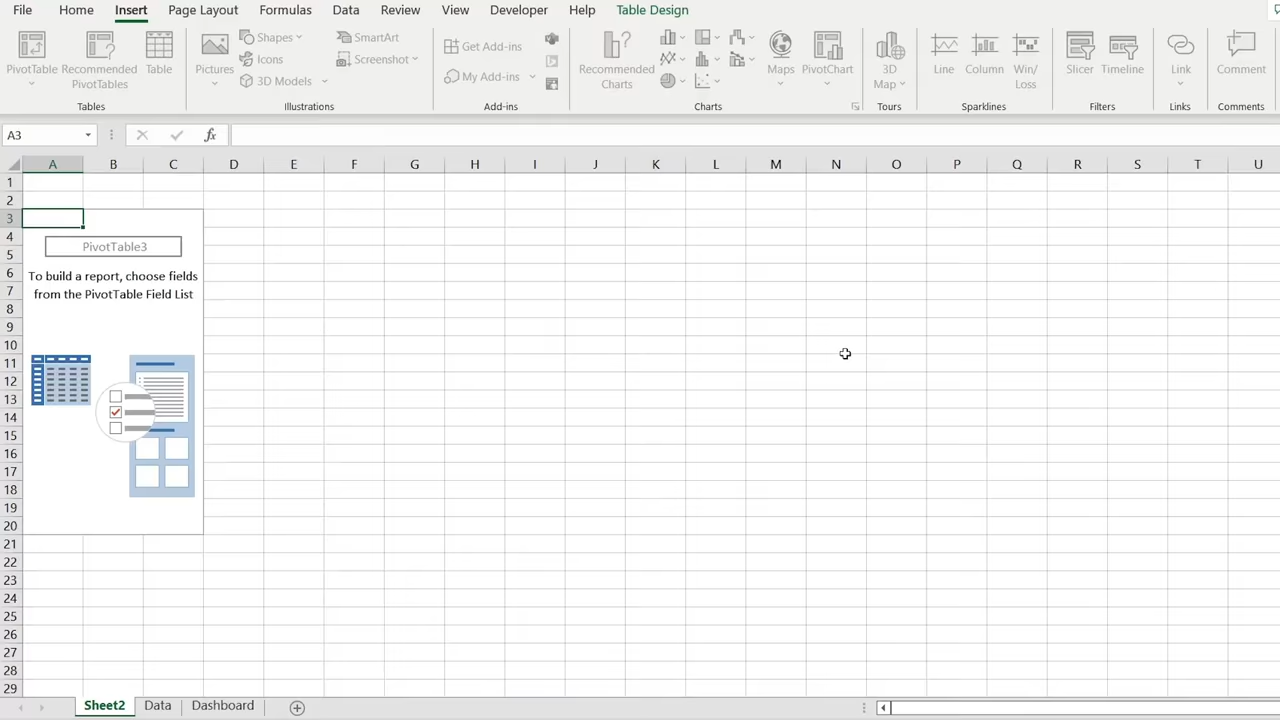 File Home Insert Page Layout Formulas Data Review View Developer Help Table Design
PivotTable Recommended PivotTables Table
Tables
Pictures Shapes Icons 3D Models SmartArt Screenshot
Illustrations
Get Add-ins My Add-ins
Add-ins
Recommended Charts Maps PivotChart
Charts
3D Map
Tours
Line Column Win/Loss
Sparklines
Slicer Timeline
Filters
Link
Links
Comment
Comments
A3 fx
A B C D E F G H I J K L M N O P Q R S T U
1
2
3
4
PivotTable3
5
6
To build a report, choose fields
7
from the PivotTable Field List
8
9
10
11
12
13
14
15
16
17
18
19
20
21
22
23
24
25
26
27
28
29
Sheet2 Data Dashboard